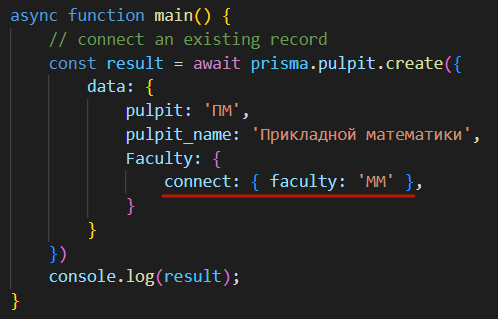 async function main() {
    // connect an existing record
    const result = await prisma.pulpit.create({
        data: {
            pulpit: 'ПМ',
            pulpit_name: 'Прикладной математики',
            Faculty: {
                connect: { faculty: 'ММ' },
            }
        }
    })
    console.log(result);
}